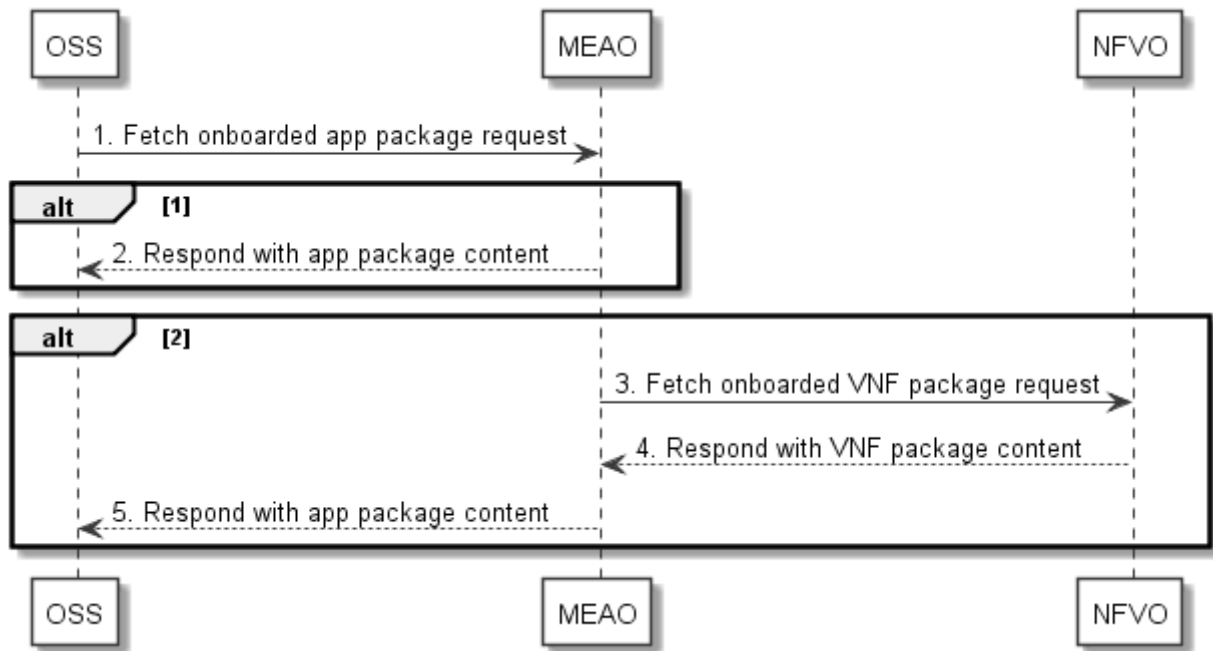 OSS MEAO NFVO
1. Fetch onboarded app package request
alt [1]
2. Respond with app package content
alt [2]
3. Fetch onboarded VNF package request
4. Respond with VNF package content
5. Respond with app package content
OSS MEAO NFVO